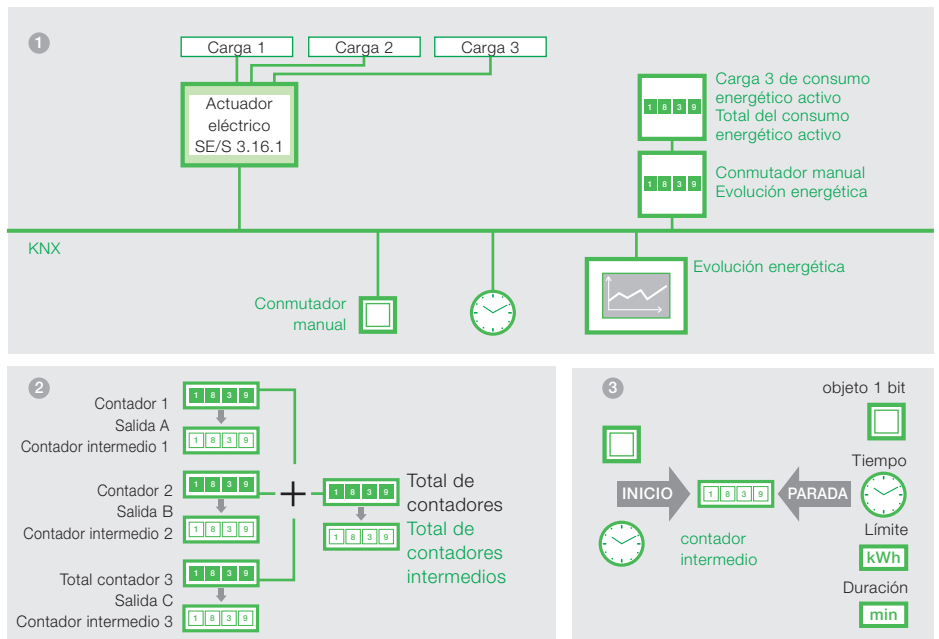 1
Carga 1
Carga 2
Carga 3
Actuador
eléctrico
SE/S 3.16.1
1 8 3 9
Carga 3 de consumo
energético activo
Total del consumo
energético activo
1 8 3 9
Conmutador manual
Evolución energética
KNX
Conmutador
manual
Evolución energética
2
Contador 1
1 8 3 9
Salida A
Contador intermedio 1
1 8 3 9
Contador 2
1 8 3 9
Salida B
Contador intermedio 2
1 8 3 9
Total contador 3
1 8 3 9
Salida C
Contador intermedio 3
1 8 3 9
+
1 8 3 9
Total de
contadores
1 8 3 9
Total de
contadores
intermedios
3
objeto 1 bit
INICIO
1 8 3 9
PARADA
contador
intermedio
Tiempo
Límite
kWh
Duración
min